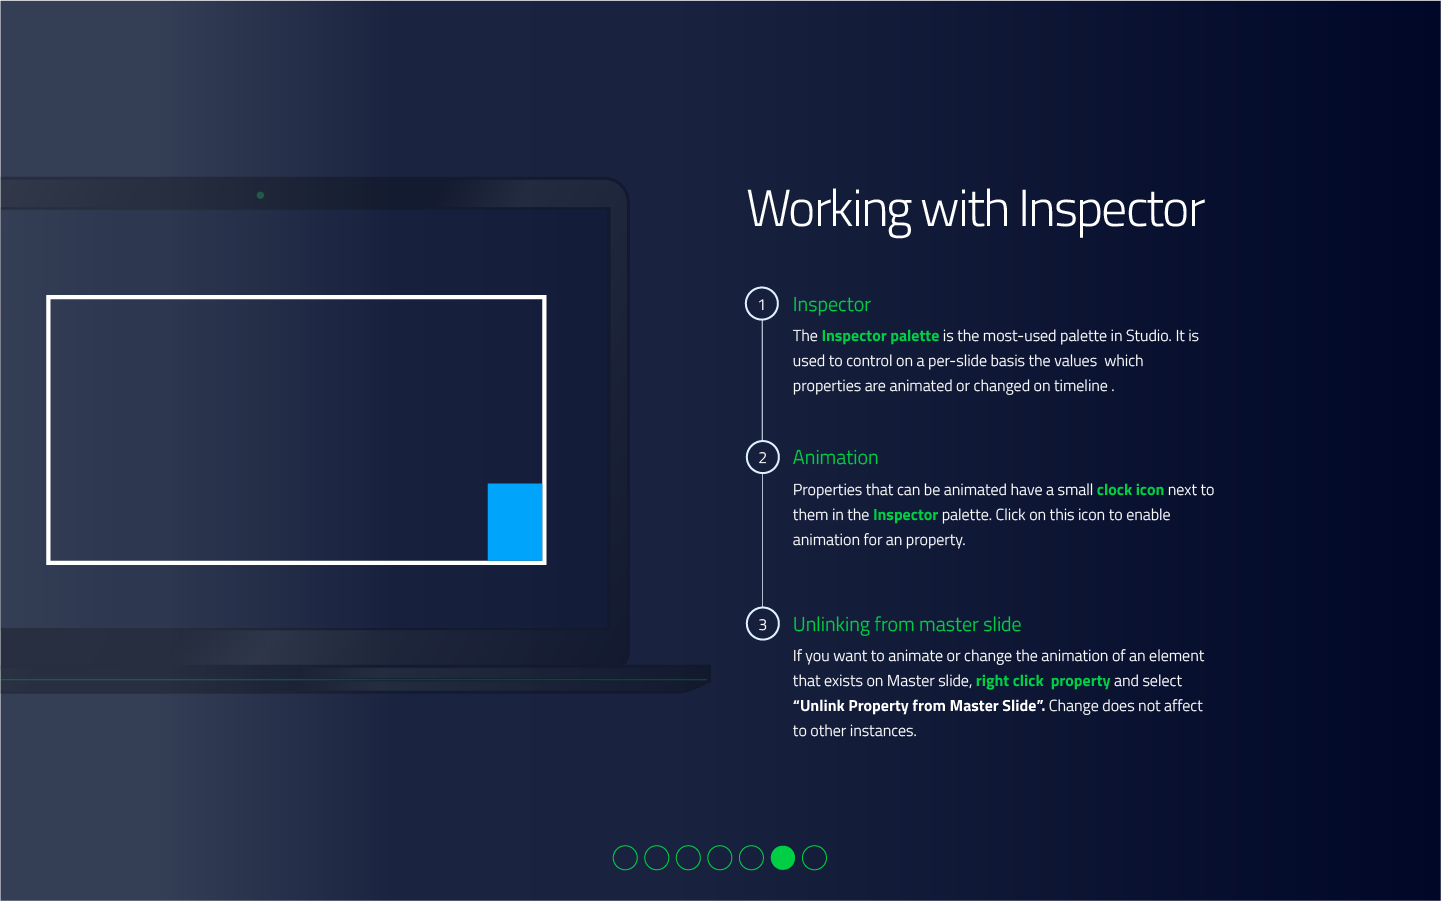 Working with Inspector
1
Inspector
The Inspector palette is the most-used palette in Studio. It is
used to control on a per-slide basis the values  which
properties are animated or changed on timeline .
2
Animation
Properties that can be animated have a small clock icon next to
them in the Inspector palette. Click on this icon to enable
animation for an property.
3
Unlinking from master slide
If you want to animate or change the animation of an element
that exists on Master slide, right click  property and select
“Unlink Property from Master Slide”. Change does not affect
to other instances.